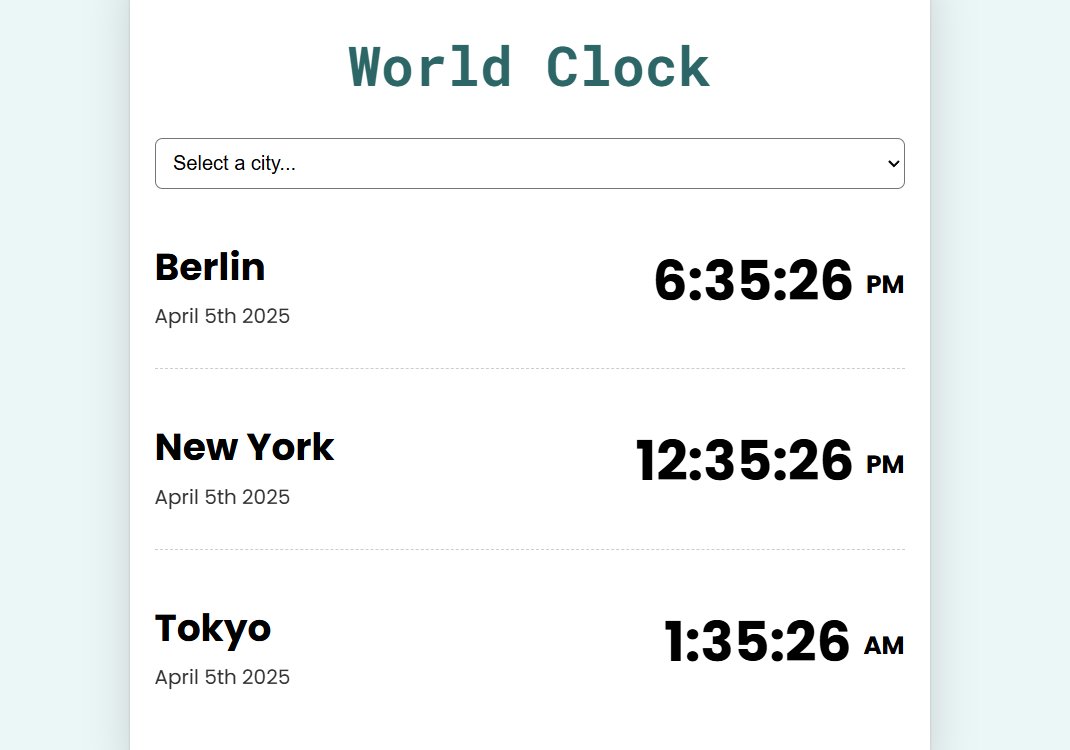 World Clock
Select a city...
Berlin
6:35:26 PM
April 5th 2025
New York
12:35:26 PM
April 5th 2025
Tokyo
1:35:26 AM
April 5th 2025